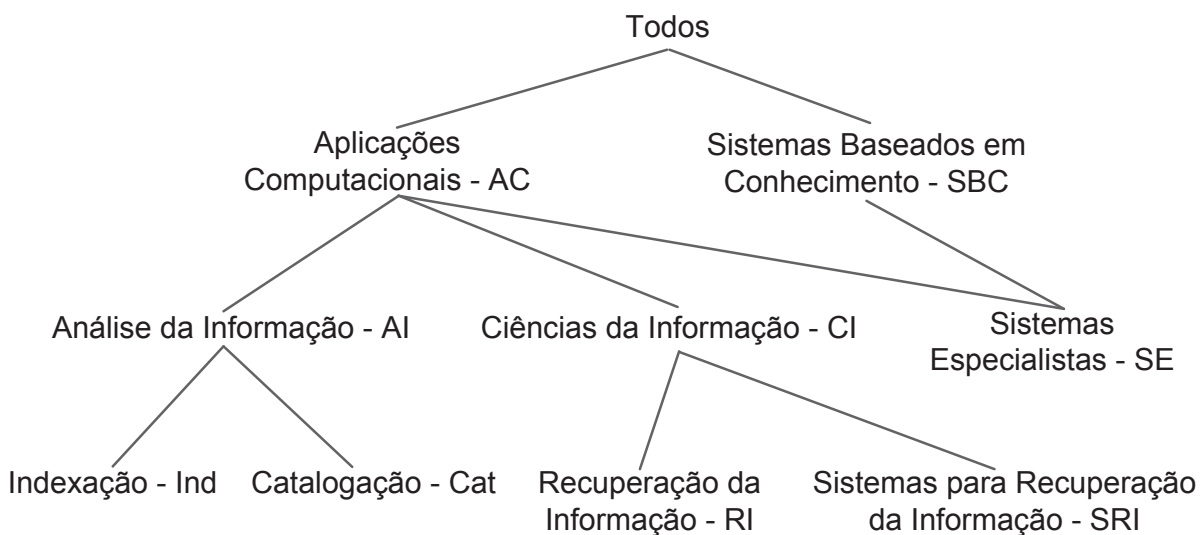 Todos
Aplicações
Computacionais - AC
Sistemas Baseados em
Conhecimento - SBC
Análise da Informação - AI
Ciências da Informação - CI
Sistemas
Especialistas - SE
Indexação - Ind
Catalogação - Cat
Recuperação da
Informação - RI
Sistemas para Recuperação
da Informação - SRI